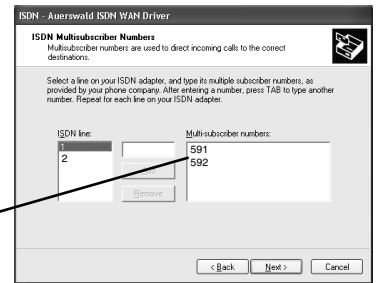 ISDN - Auerswald ISDN WAN Driver
ISDN Multisubscriber Numbers
Multisubscriber numbers are used to direct incoming calls to the correct
destinations.
Select a line on your ISDN adapter, and type its multiple subscriber numbers, as
provided by your phone company. After entering a number, press TAB to type another
number. Repeat for each line on your ISDN adapter.
ISDN line:
Multi-subscriber numbers:
1
2
591
592
Remove
< Back
Next >
Cancel